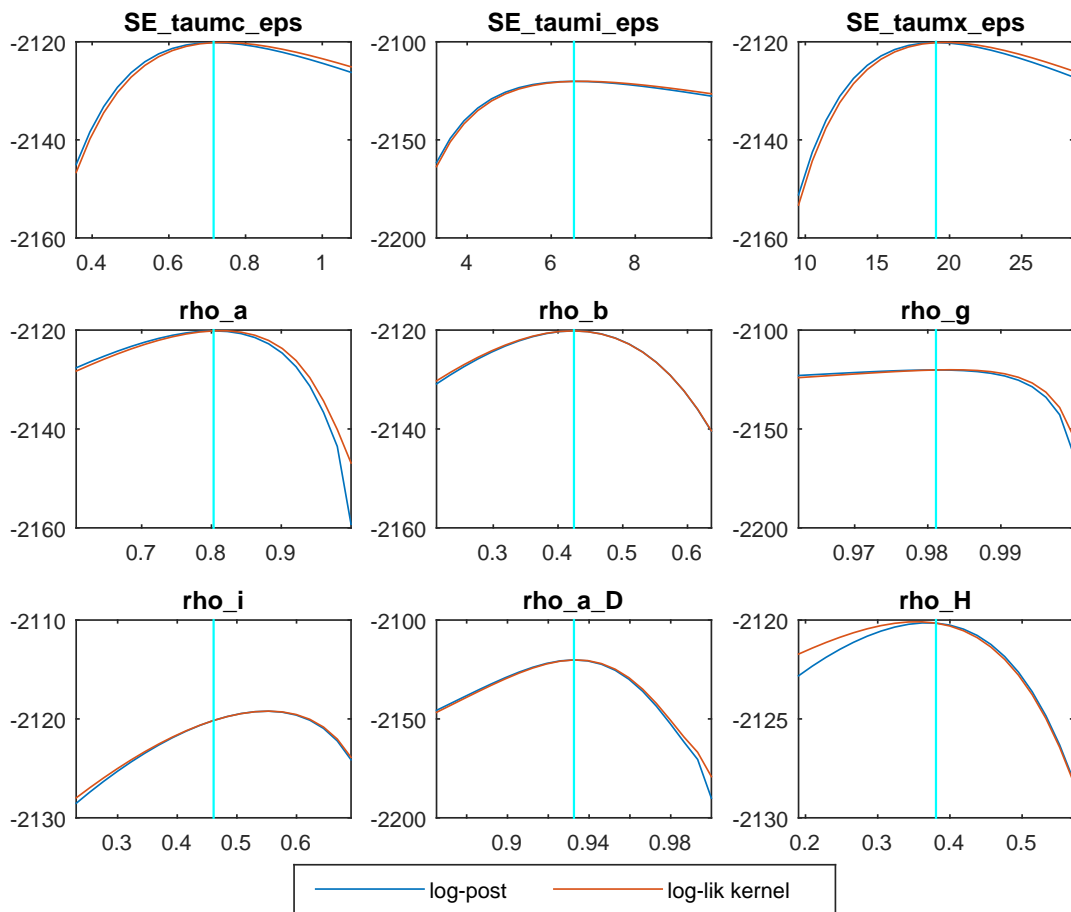 SE_taumc_eps
SE_taumi_eps
SE_taumx_eps
-2120
-2140
-2160
0.4 0.6 0.8 1
-2100
-2150
-2200
4 6 8
-2120
-2140
-2160
10 15 20 25
rho_a
rho_b
rho_g
-2120
-2140
-2160
0.7 0.8 0.9
-2120
-2140
-2160
0.3 0.4 0.5 0.6
-2100
-2150
-2200
0.97 0.98 0.99
rho_i
rho_a_D
rho_H
-2110
-2120
-2130
0.3 0.4 0.5 0.6
-2100
-2150
-2200
0.9 0.94 0.98
-2120
-2125
-2130
0.2 0.3 0.4 0.5
log-post log-lik kernel